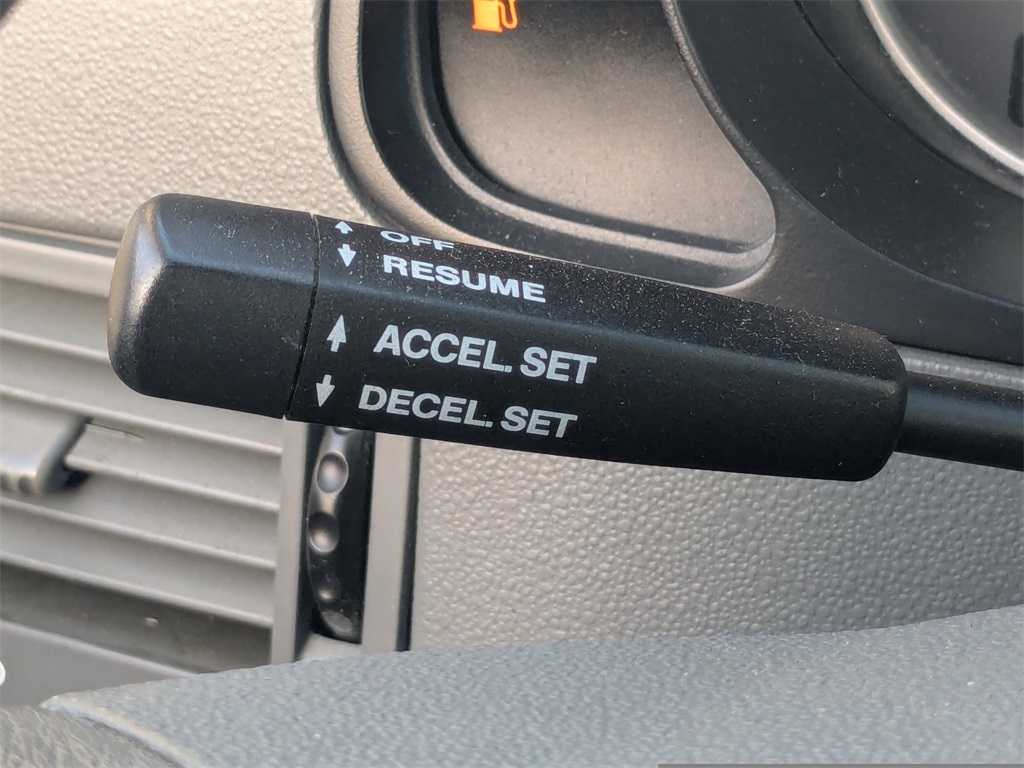 OFF
RESUME
ACCEL. SET
DECEL. SET